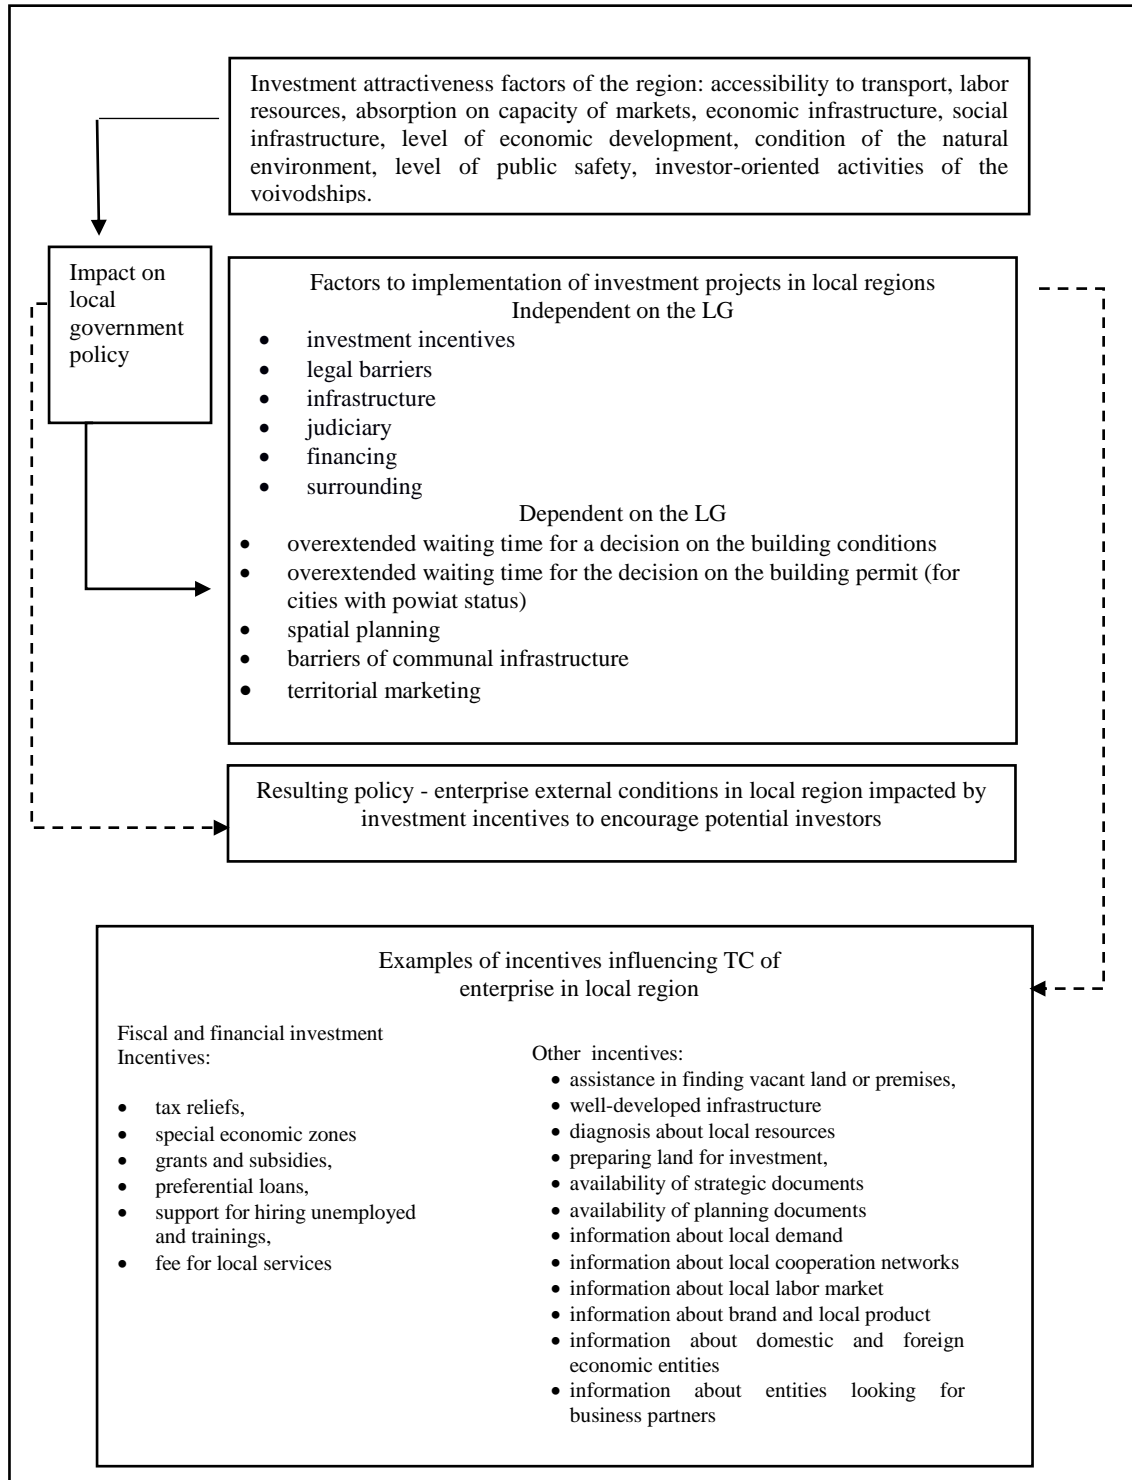 Investment attractiveness factors of the region: accessibility to transport, labor
resources, absorption on capacity of markets, economic infrastructure, social
infrastructure, level of economic development, condition of the natural
environment, level of public safety, investor-oriented activities of the
voivodships.
Impact on
local
government
policy
Factors to implementation of investment projects in local regions
Independent on the LG
• investment incentives
• legal barriers
• infrastructure
• judiciary
• financing
• surrounding
Dependent on the LG
• overextended waiting time for a decision on the building conditions
• overextended waiting time for the decision on the building permit (for
cities with powiat status)
• spatial planning
• barriers of communal infrastructure
• territorial marketing
Resulting policy - enterprise external conditions in local region impacted by
investment incentives to encourage potential investors
Examples of incentives influencing TC of
enterprise in local region
Fiscal and financial investment
Incentives:
• tax reliefs,
• special economic zones
• grants and subsidies,
• preferential loans,
• support for hiring unemployed
and trainings,
• fee for local services
Other incentives:
• assistance in finding vacant land or premises,
• well-developed infrastructure
• diagnosis about local resources
• preparing land for investment,
• availability of strategic documents
• availability of planning documents
• information about local demand
• information about local cooperation networks
• information about local labor market
• information about brand and local product
• information about domestic and foreign
economic entities
• information about entities looking for
business partners